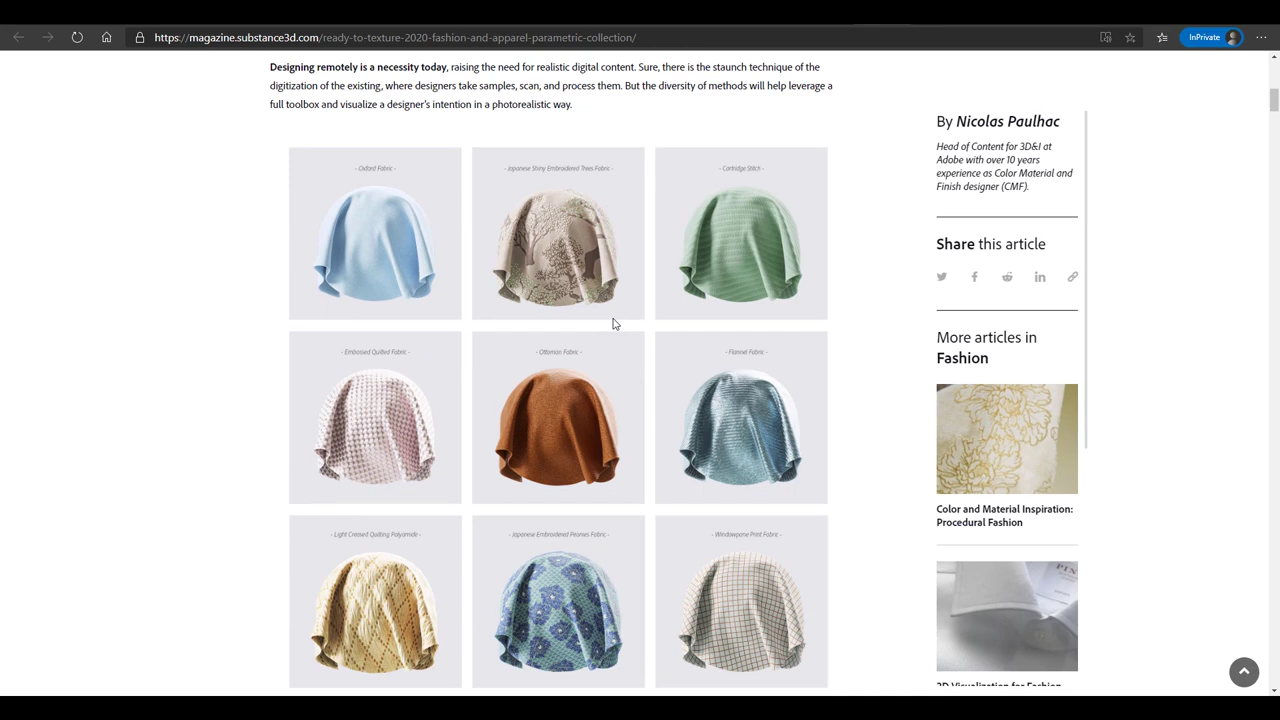 https://magazine.substance3d.com/ready-to-texture-2020-fashion-and-apparel-parametric-collection/
InPrivate
Designing remotely is a necessity today, raising the need for realistic digital content. Sure, there is the staunch technique of the
digitization of the existing, where designers take samples, scan, and process them. But the diversity of methods will help leverage a
full toolbox and visualize a designer's intention in a photorealistic way.
- Oxford Fabric -
- Japanese Shiny Embroidered Trees Fabric -
- Cartridge Stitch -
- Embossed Quilted Fabric -
- Ottoman Fabric -
- Flannel Fabric -
- Light Creased Quilting Polyamide -
- Japanese Embroidered Peonies Fabric -
- Windowpane Print Fabric -
By Nicolas Paulhac
Head of Content for 3D&I at
Adobe with over 10 years
experience as Color Material and
Finish designer (CMF).
Share this article
More articles in
Fashion
Color and Material Inspiration:
Procedural Fashion
3D Visualization for Fashion